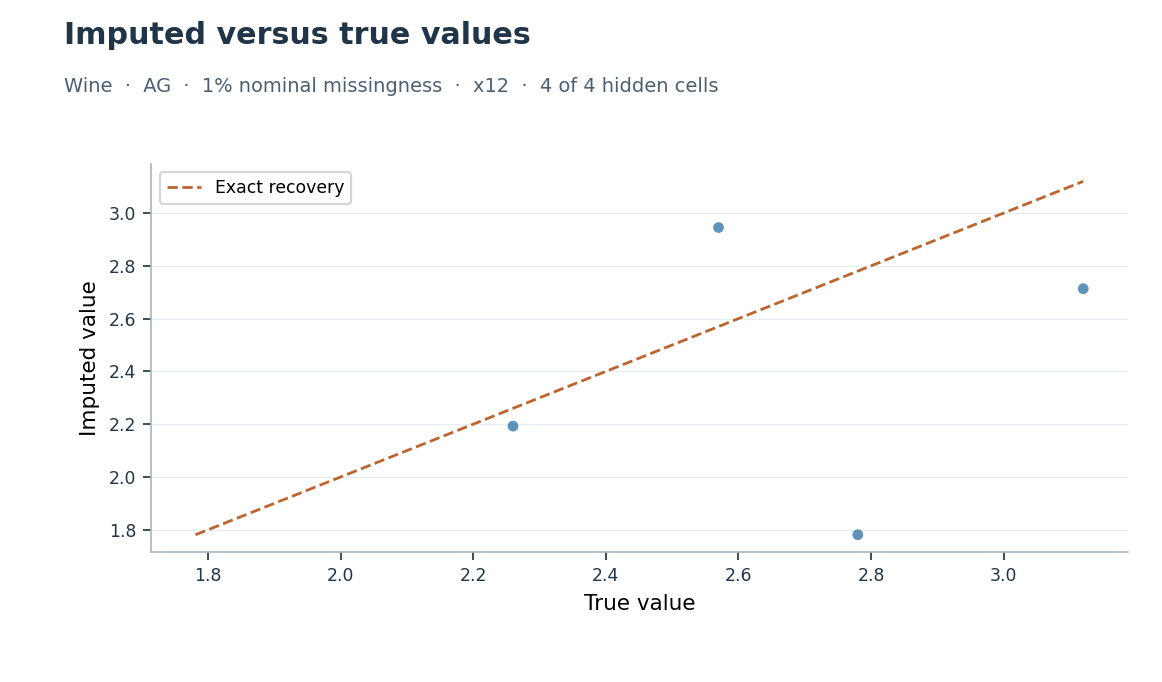 Imputed versus true values
Wine · AG · 1% nominal missingness · x12 · 4 of 4 hidden cells
Exact recovery
3.0
2.8
2.6
2.4
2.2
2.0
1.8
Imputed value
1.8 2.0 2.2 2.4 2.6 2.8 3.0
True value